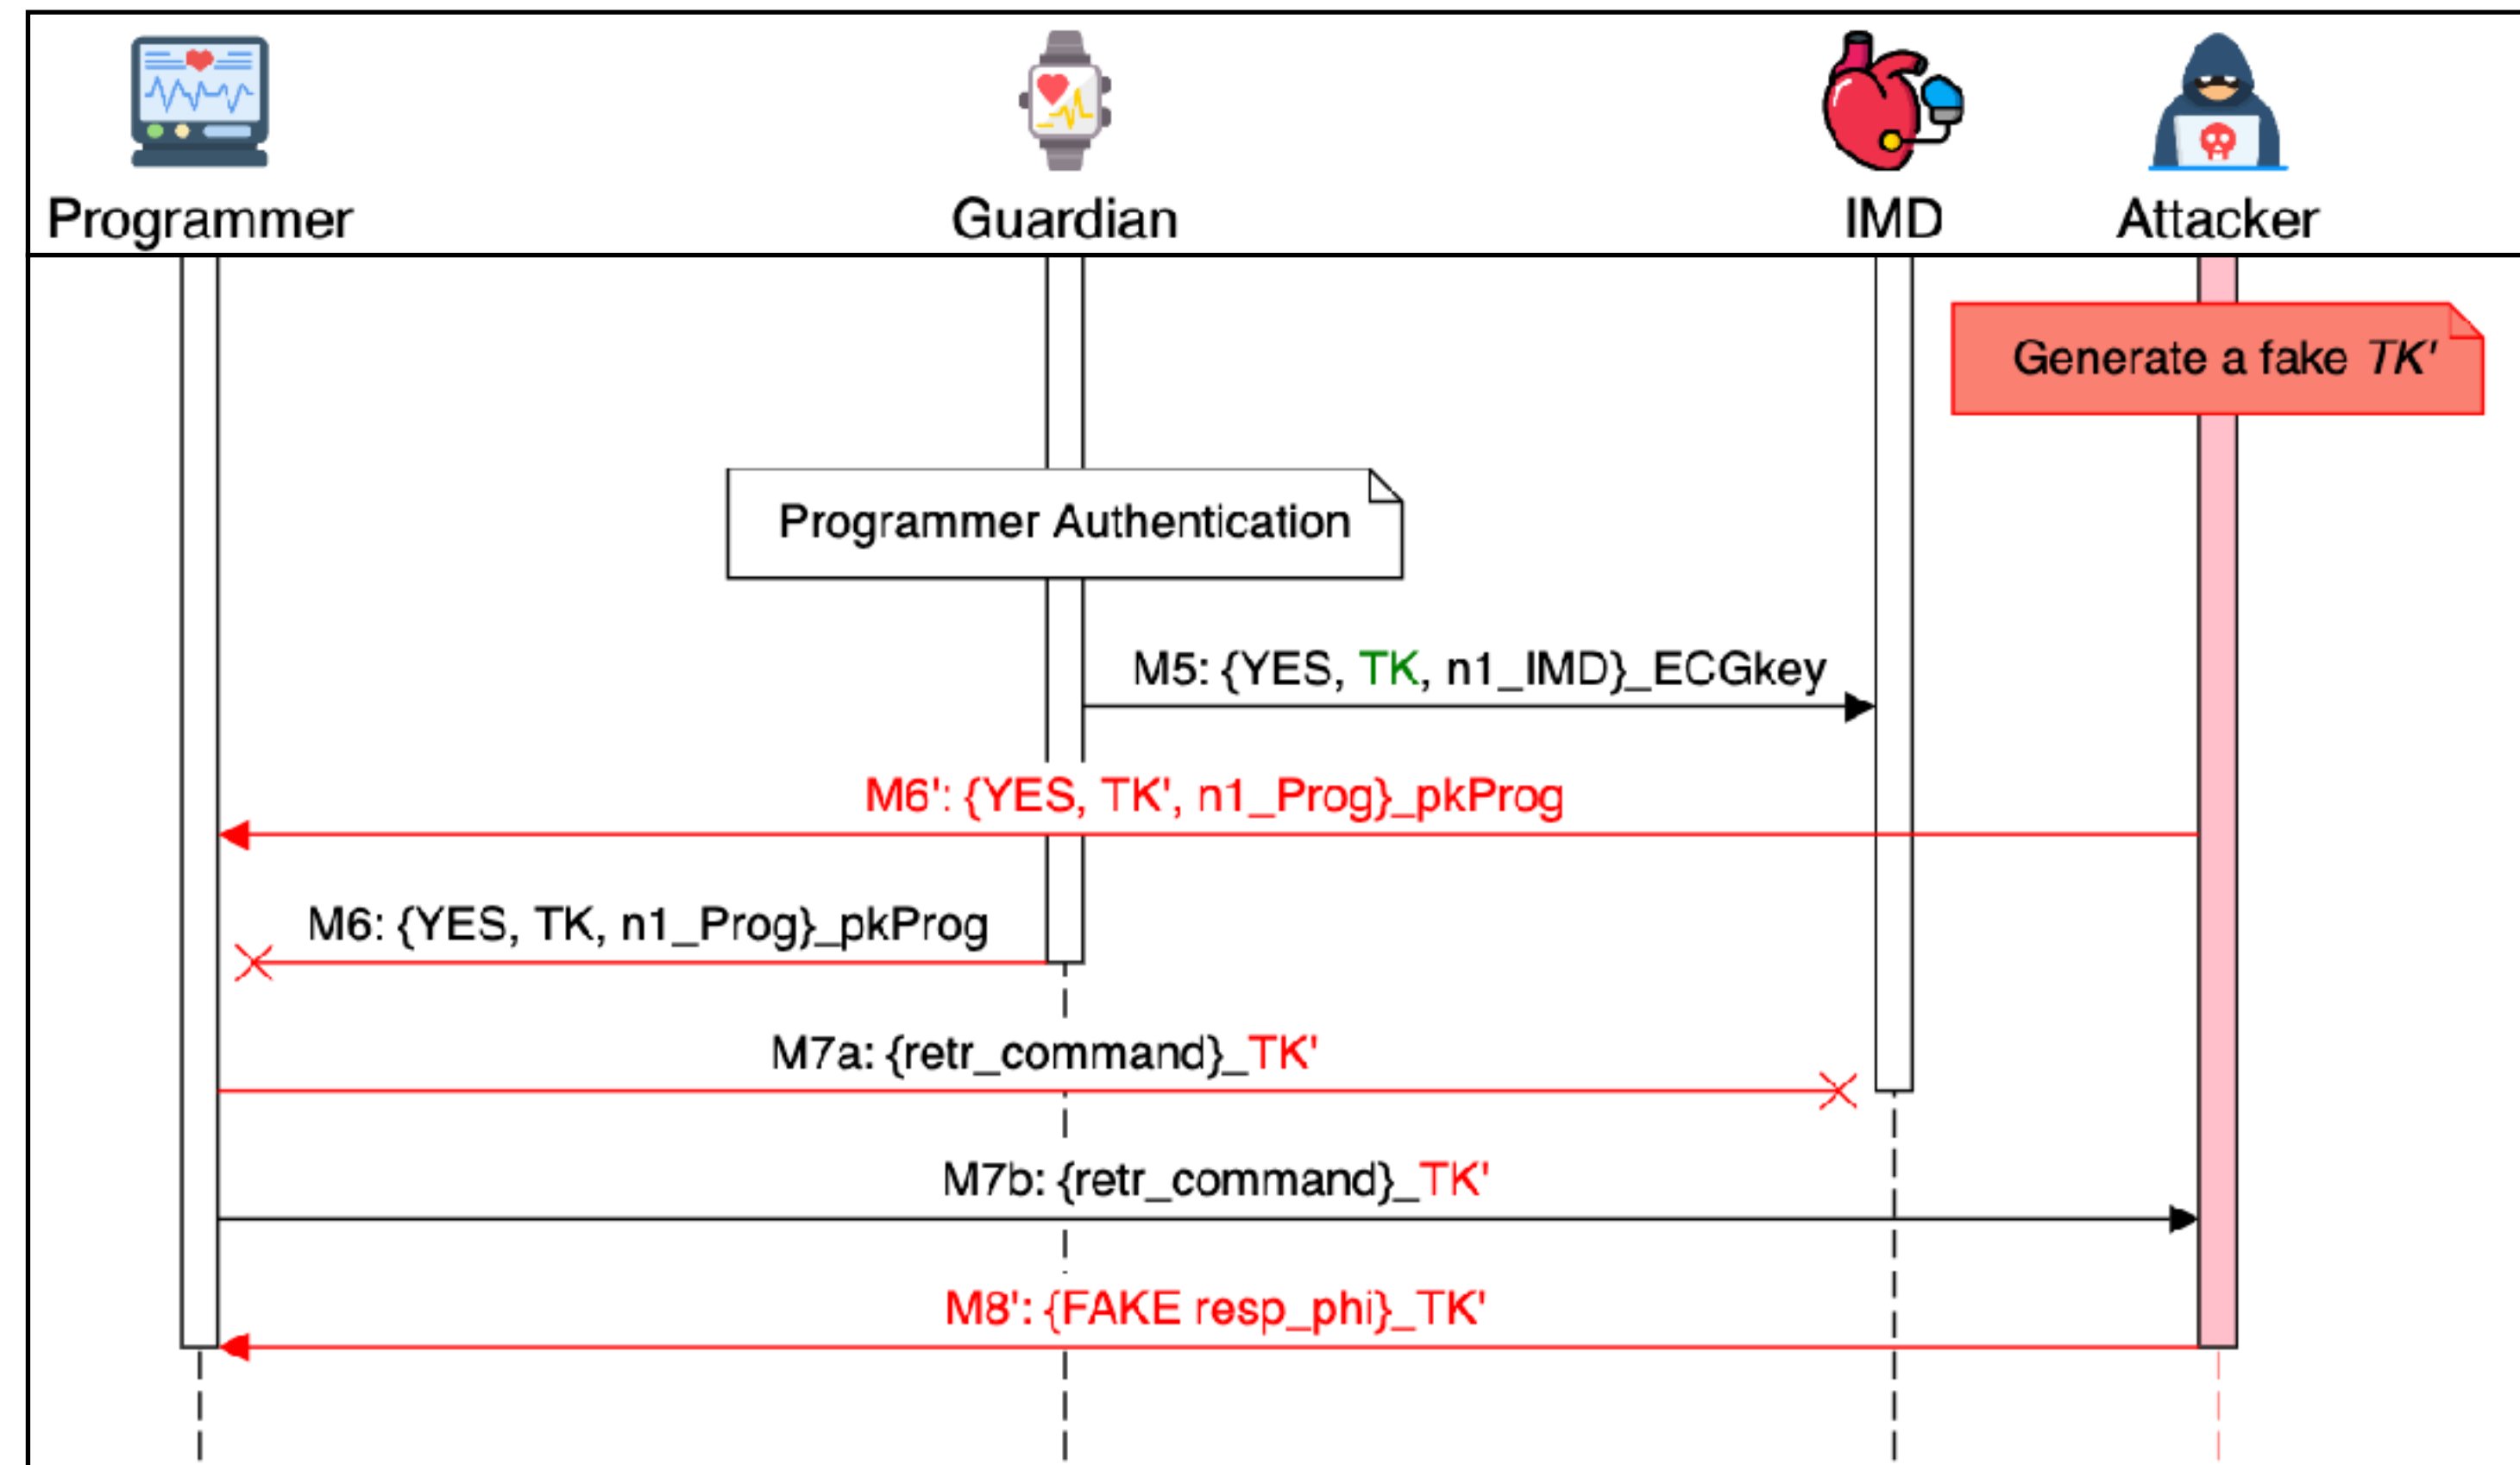 Programmer
Guardian
IMD
Attacker
Generate a fake TK'
Programmer Authentication
M5: {YES, TK, n1_IMD}_ECGkey
M6': {YES, TK', n1_Prog}_pkProg
M6: {YES, TK, n1_Prog}_pkProg
M7a: {retr_command}_TK'
M7b: {retr_command}_TK'
M8': {FAKE resp_phi}_TK'